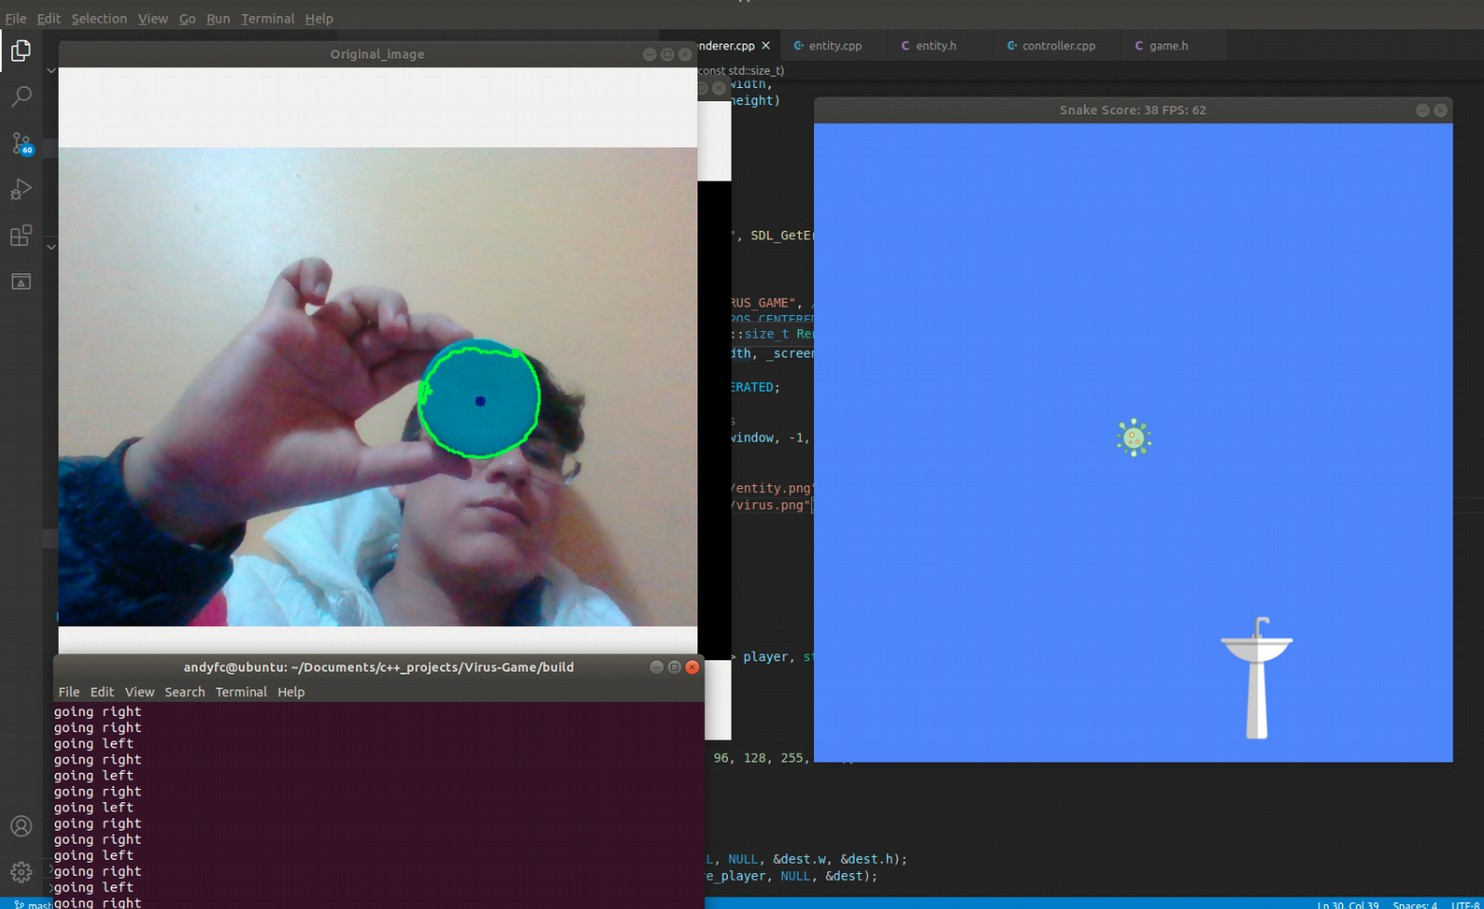 File Edit Selection View Go Run Terminal Help
Original_image
enderer.cpp entity.cpp entity.h controller.cpp game.h
const std::size_t)
width,
height)
Snake Score: 38 FPS: 62
60
", SDL_GetEr
RUS_GAME", /
POS_CENTERED
::size_t Ren
dth, _screen
ERATED;
window, -1,
/entity.png"
/virus.png"
andyfc@ubuntu: ~/Documents/c++_projects/Virus-Game/build
> player, st
File Edit View Search Terminal Help
going right
going right
going left
going right
96, 128, 255,
going left
going right
going left
going right
going right
going left
L, NULL, &dest.w, &dest.h);
going right
e_player, NULL, &dest);
going left
going right
mast
Ln 30, Col 39 Spaces: 4 UTF-8